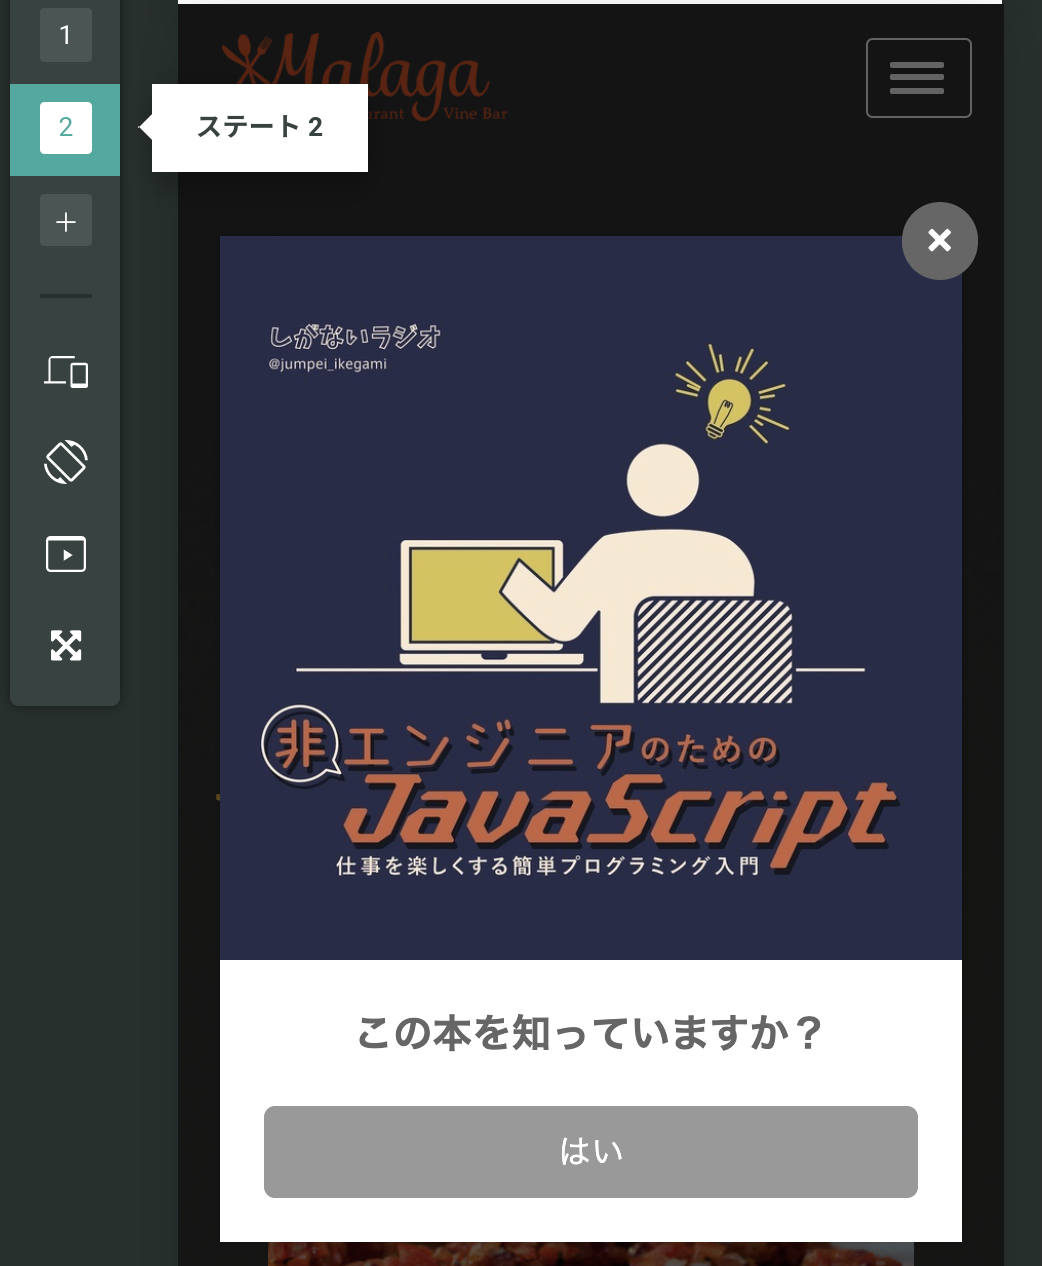 1
Malaga
2
ステート 2
urant Vine Bar
しがないラジオ
@jumpei_ikegami
非エンジニアのための
JavaScript
仕事を楽しくする簡単プログラミング入門
この本を知っていますか？
はい